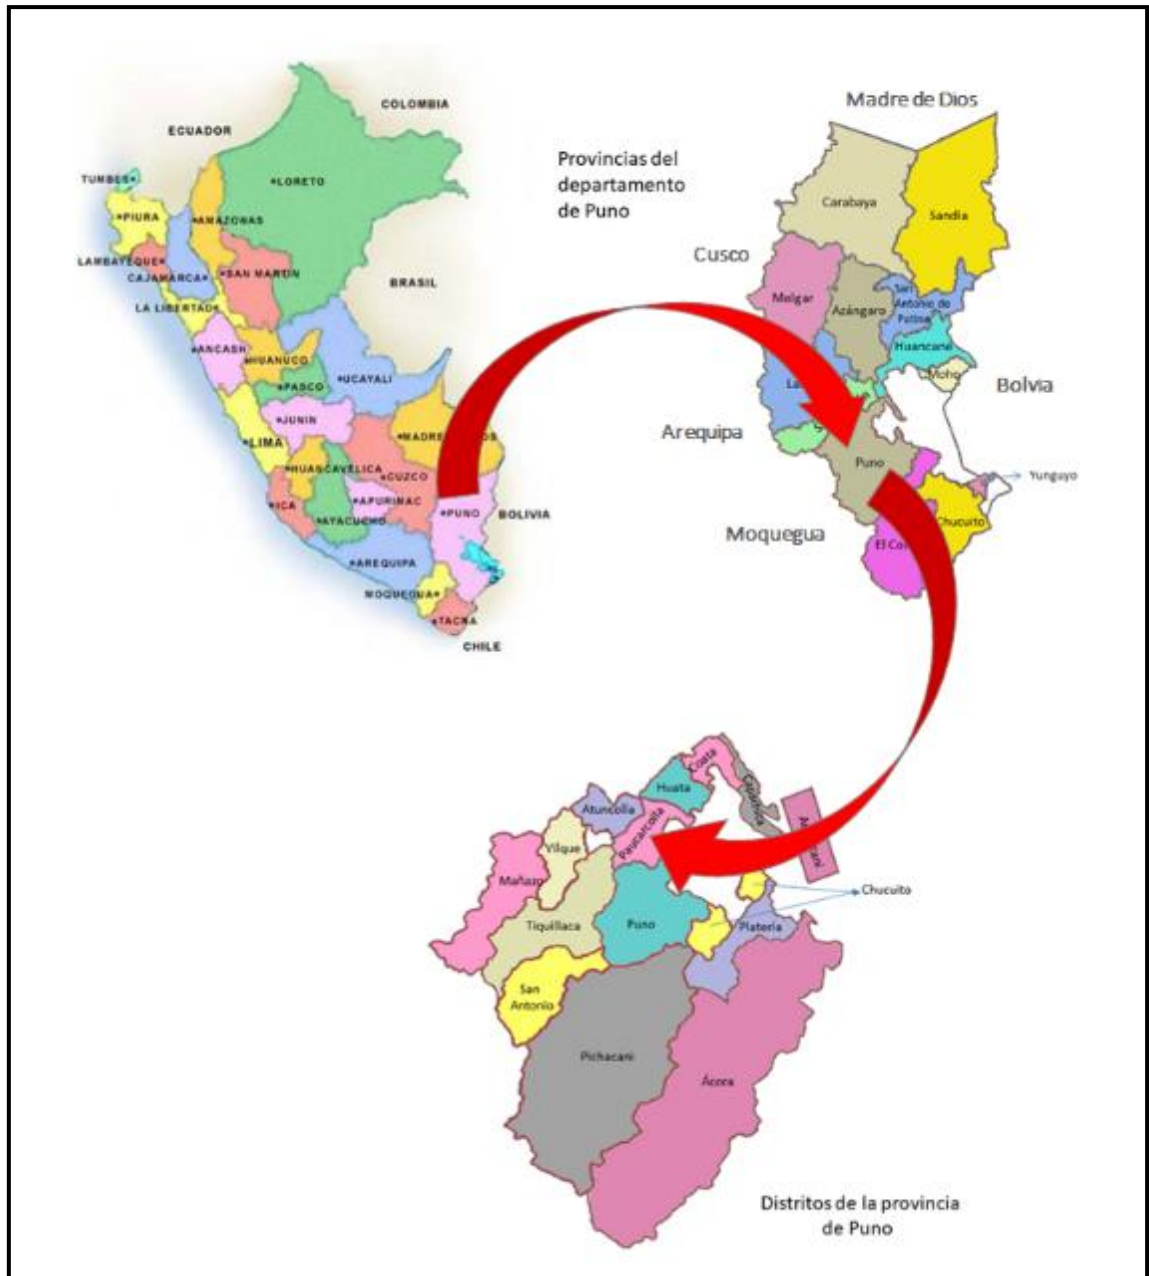 COLOMBIA
ECUADOR
TUMBES
LORETO
PIURA
AMAZONAS
LAMBAYEQUE
SAN MARTIN
CAJAMARCA
BRASIL
LA LIBERTAD
ANCASH
HUANUCO
UCAYALI
PASCO
JUNIN
LIMA
MADRE
HUANCAVELICA
CUZCO
ICA
APURIMAC
AYACUCHO
PUNO
BOLIVIA
AREQUIPA
MOQUEGUA
TACNA
CHILE
Provincias del
departamento
de Puno
Madre de Dios
Carabaya
Sandia
Cusco
Melgar
Azángaro
San
Antonio de
Putina
Huancané
Moho
Bolvia
Arequipa
Puno
Yunguyo
Chucuito
Moquegua
El
Coata
Huata
Capachica
Atuncolla
Paucarcolla
Vilque
Mañazo
Chucuito
Tiquillaca
Puno
Platería
San
Antonio
Pichacani
Ácora
Distritos de la provincia
de Puno